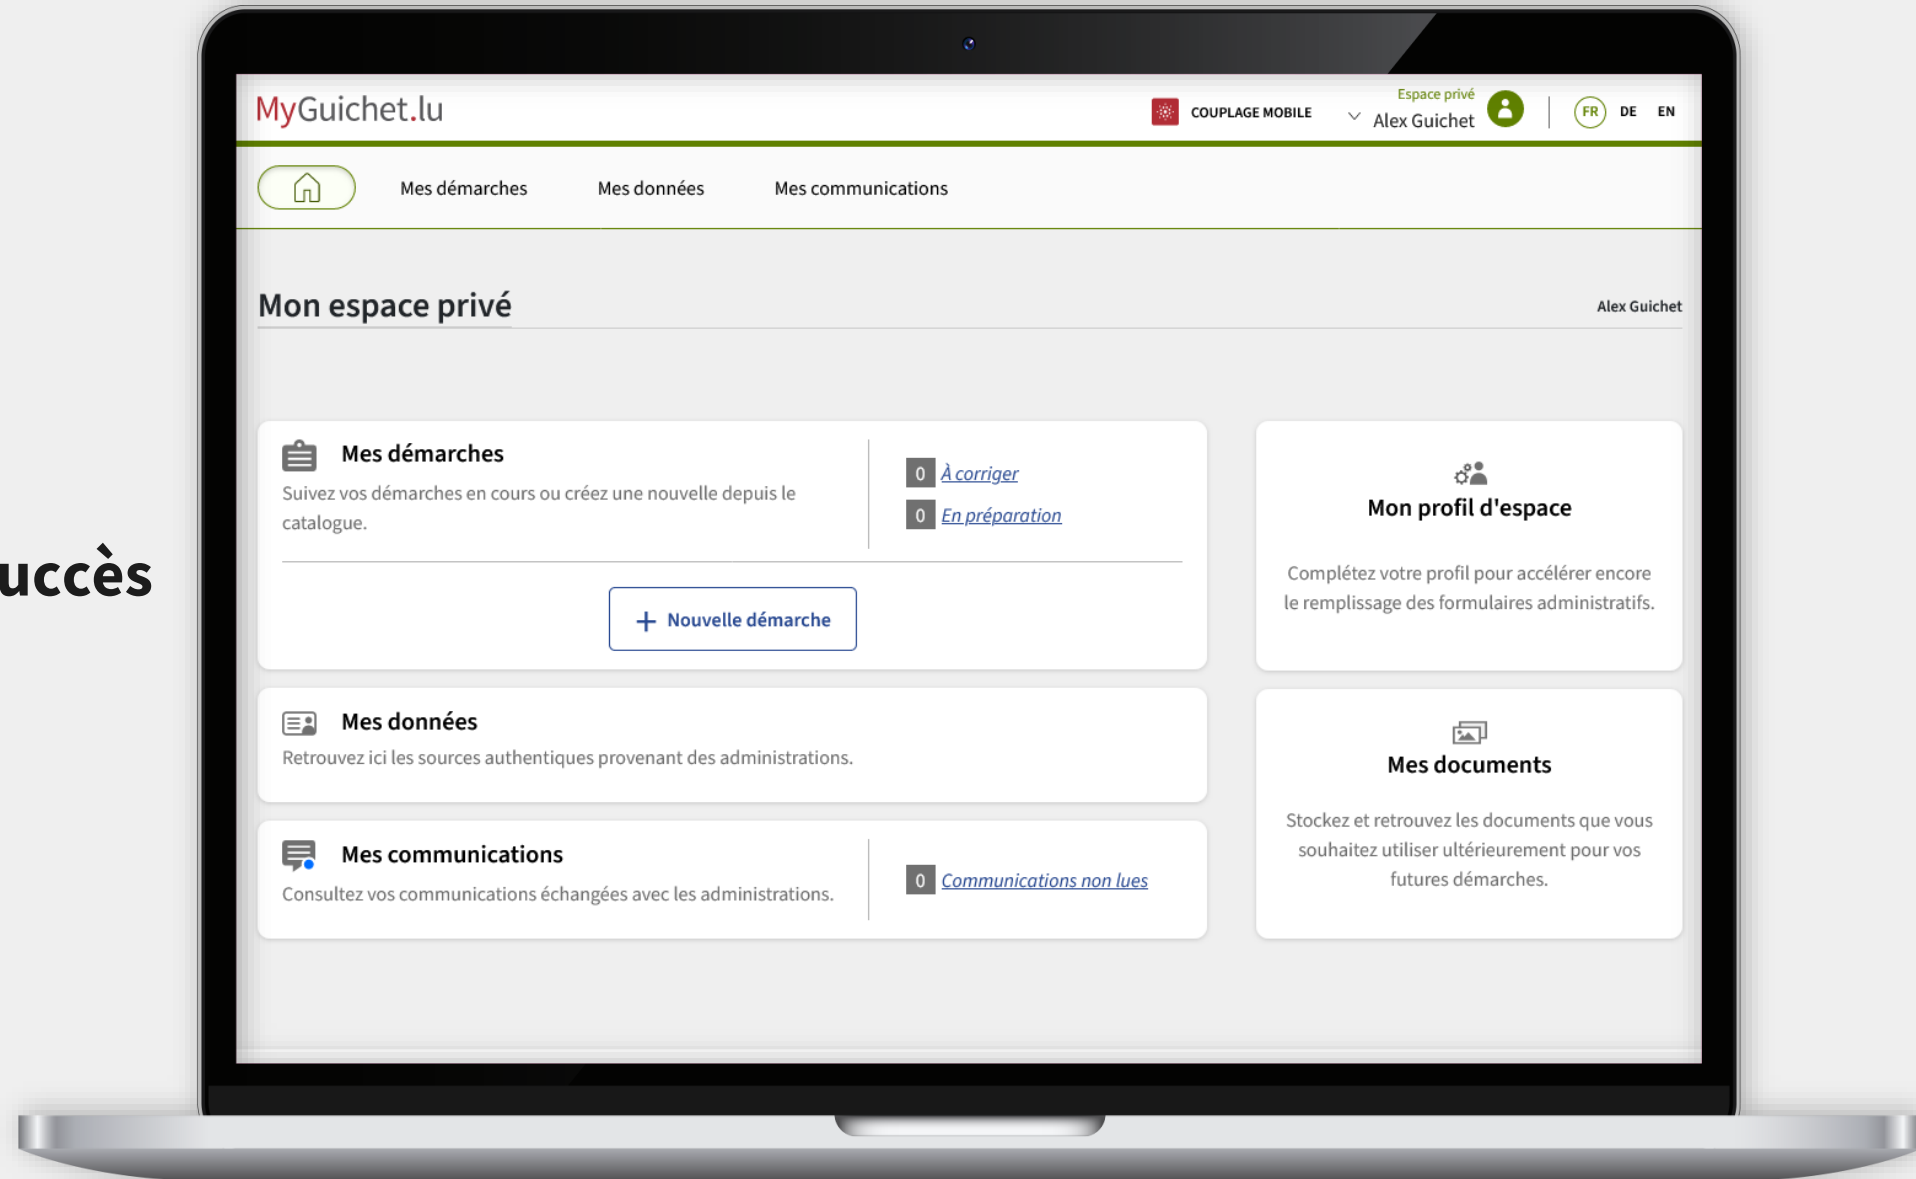 MyGuichet.lu
COUPLAGE MOBILE
Espace privé
Alex Guichet
FR DE EN
Mes démarches Mes données Mes communications
Mon espace privé
Alex Guichet
Mes démarches
Suivez vos démarches en cours ou créez une nouvelle depuis le
catalogue.
0 À corriger
0 En préparation
+ Nouvelle démarche
Mon profil d'espace
Complétez votre profil pour accélérer encore
le remplissage des formulaires administratifs.
uccès
Mes données
Retrouvez ici les sources authentiques provenant des administrations.
Mes documents
Stockez et retrouvez les documents que vous
souhaitez utiliser ultérieurement pour vos
futures démarches.
Mes communications
Consultez vos communications échangées avec les administrations.
0 Communications non lues